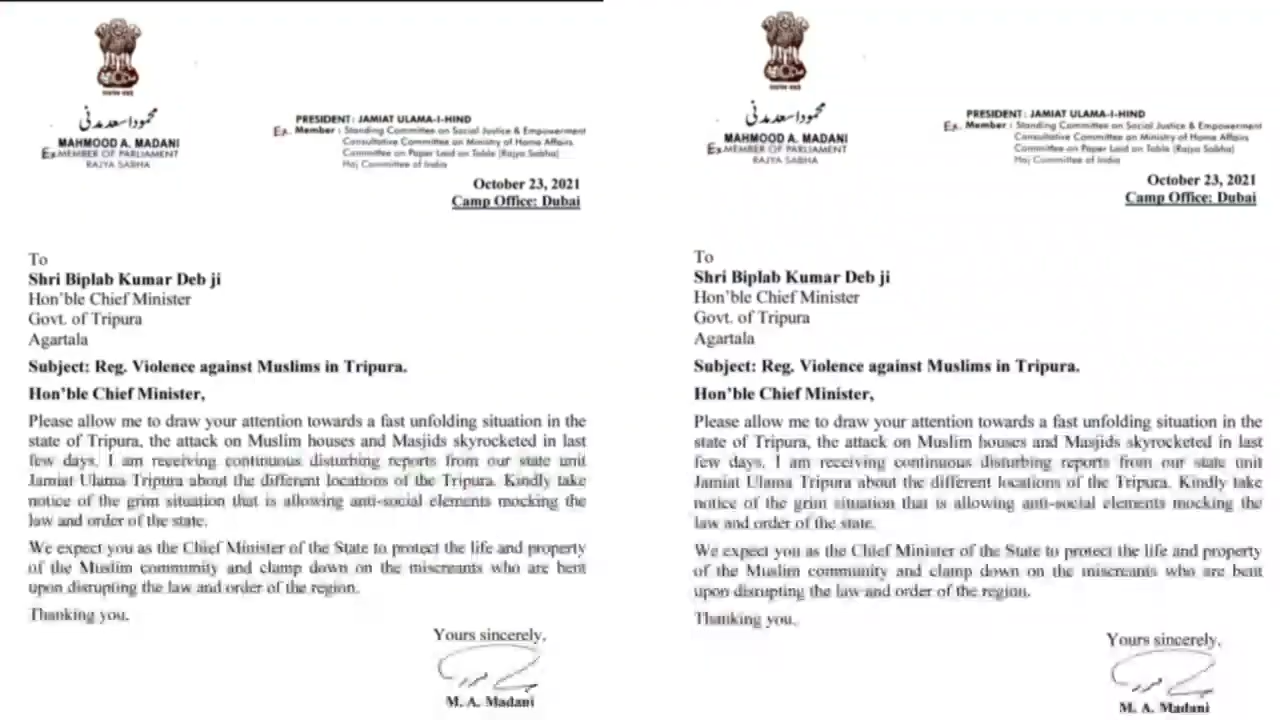 محمود اسعد مدنی
MAHMOOD A. MADANI
Ex MEMBER OF PARLIAMENT
RAJYA SABHA
PRESIDENT: JAMIAT ULAMA-I-HIND
Ex. Member : Standing Committee on Social Justice & Empowerment
Consultative Committee on Ministry of Home Affairs
Committee on Paper Laid on Table (Rajya Sabha)
Haj Committee of India
October 23, 2021
Camp Office: Dubai
To
Shri Biplab Kumar Deb ji
Hon'ble Chief Minister
Govt. of Tripura
Agartala
Subject: Reg. Violence against Muslims in Tripura.
Hon'ble Chief Minister,
Please allow me to draw your attention towards a fast unfolding situation in the
state of Tripura, the attack on Muslim houses and Masjids skyrocketed in last
few days. I am receiving continuous disturbing reports from our state unit
Jamiat Ulama Tripura about the different locations of the Tripura. Kindly take
notice of the grim situation that is allowing anti-social elements mocking the
law and order of the state.
We expect you as the Chief Minister of the State to protect the life and property
of the Muslim community and clamp down on the miscreants who are bent
upon disrupting the law and order of the region.
Thanking you.
Yours sincerely,
M. A. Madani
محمود اسعد مدنی
MAHMOOD A. MADANI
Ex MEMBER OF PARLIAMENT
RAJYA SABHA
PRESIDENT: JAMIAT ULAMA-I-HIND
Ex. Member : Standing Committee on Social Justice & Empowerment
Consultative Committee on Ministry of Home Affairs
Committee on Paper Laid on Table (Rajya Sabha)
Haj Committee of India
October 23, 2021
Camp Office: Dubai
To
Shri Biplab Kumar Deb ji
Hon'ble Chief Minister
Govt. of Tripura
Agartala
Subject: Reg. Violence against Muslims in Tripura.
Hon'ble Chief Minister,
Please allow me to draw your attention towards a fast unfolding situation in the
state of Tripura, the attack on Muslim houses and Masjids skyrocketed in last
few days. I am receiving continuous disturbing reports from our state unit
Jamiat Ulama Tripura about the different locations of the Tripura. Kindly take
notice of the grim situation that is allowing anti-social elements mocking the
law and order of the state.
We expect you as the Chief Minister of the State to protect the life and property
of the Muslim community and clamp down on the miscreants who are bent
upon disrupting the law and order of the region.
Thanking you.
Yours sincerely,
M. A. Madani